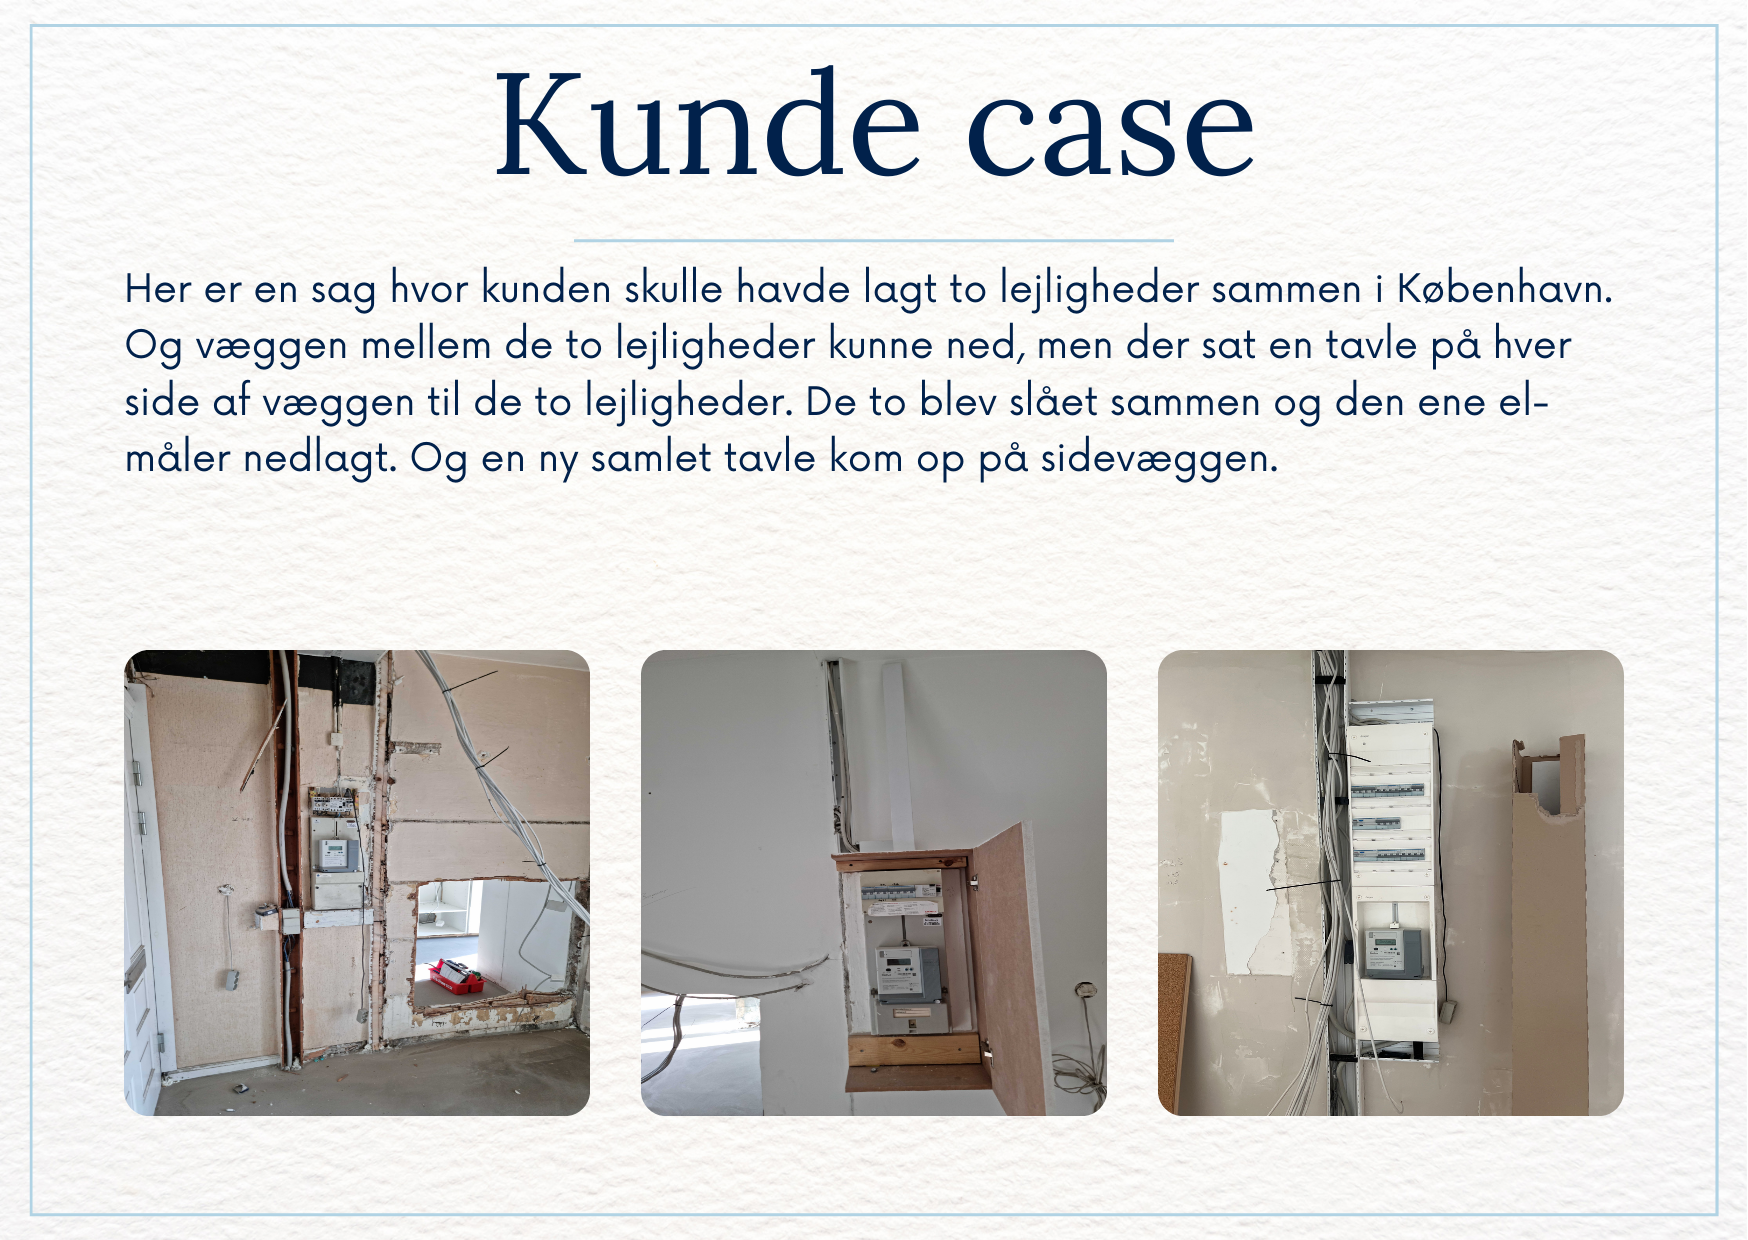 Kunde case
Her er en sag hvor kunden skulle havde lagt to lejligheder sammen i København.
Og væggen mellem de to lejligheder kunne ned, men der sat en tavle på hver
side af væggen til de to lejligheder. De to blev slået sammen og den ene el-
måler nedlagt. Og en ny samlet tavle kom op på sidevæggen.